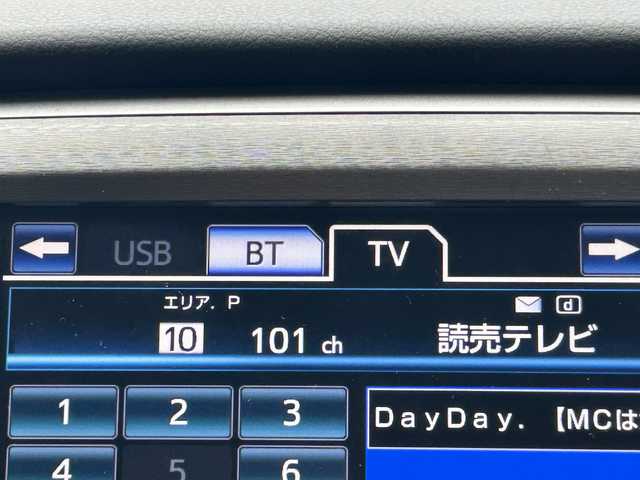 USB BT TV
エリア. P
10 101 ch 読売テレビ
d
1 2 3 DayDay. 【MCは
4 5 6